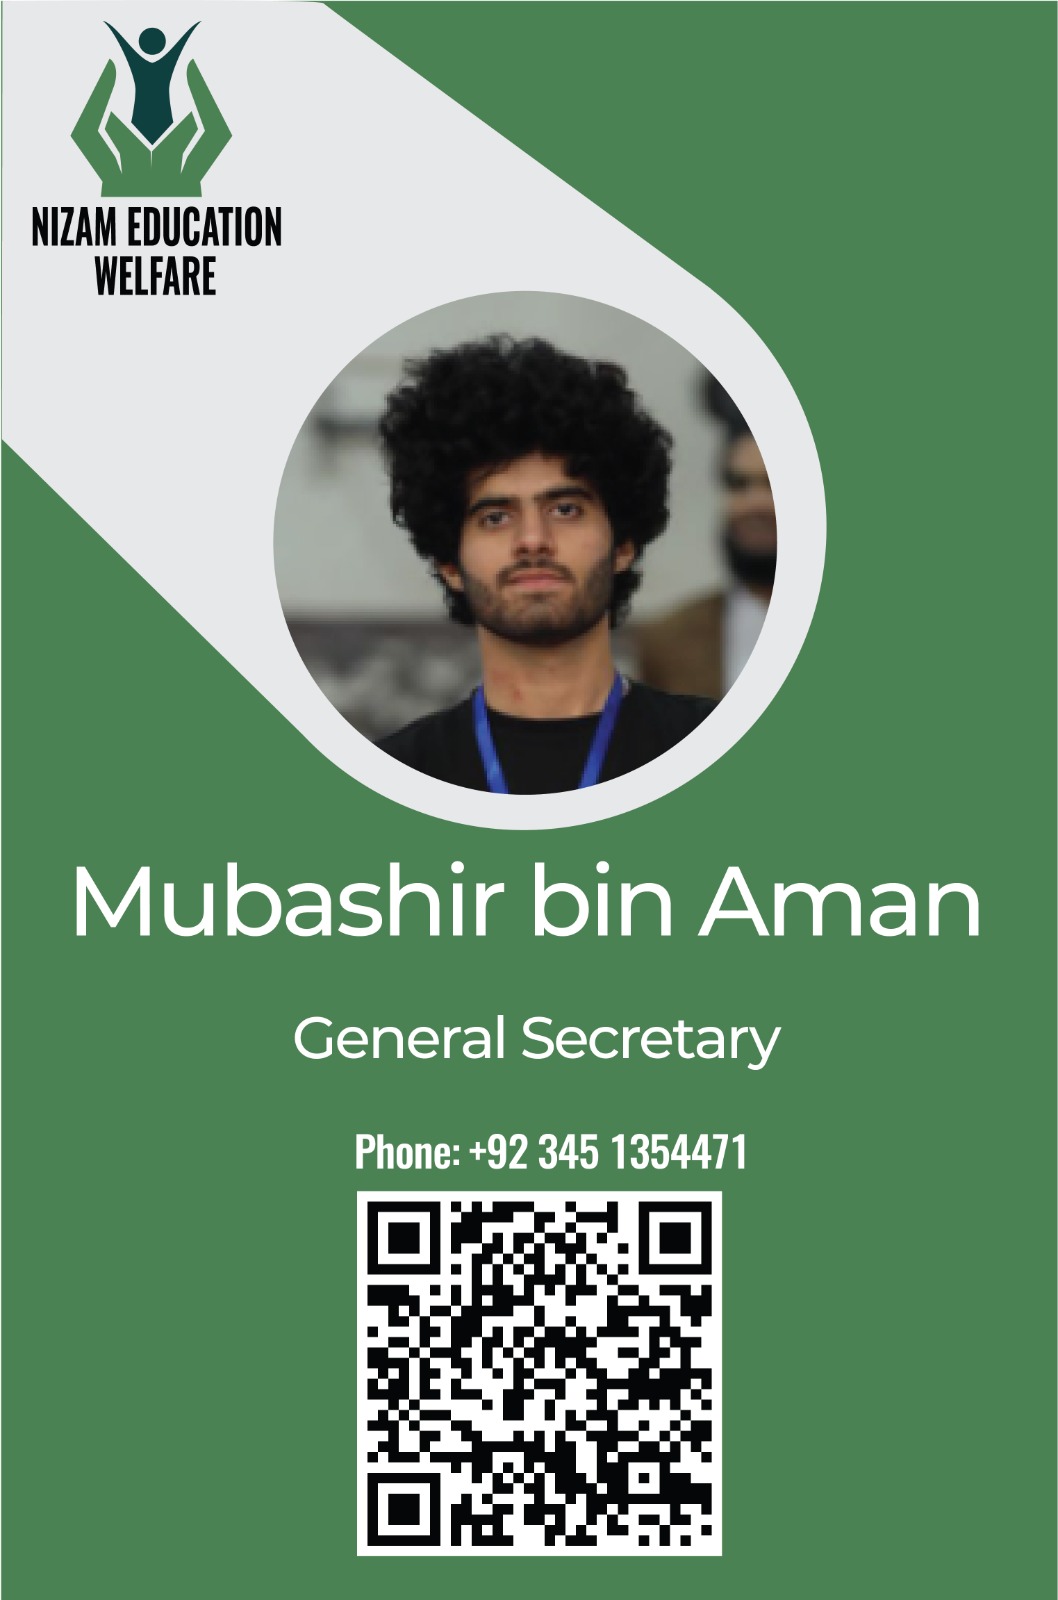 NIZAM EDUCATION
WELFARE
Mubashir bin Aman
General Secretary
Phone: +92 345 1354471